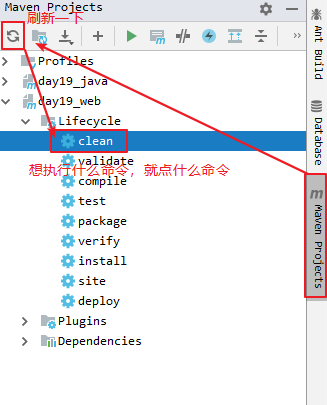 Maven Projects
刷新一下
Profiles
day19_java
day19_web
Lifecycle
clean
validate
想执行什么命令，就点什么命令
compile
test
package
verify
install
site
deploy
Plugins
Dependencies
Ant Build
Database
m Maven Projects